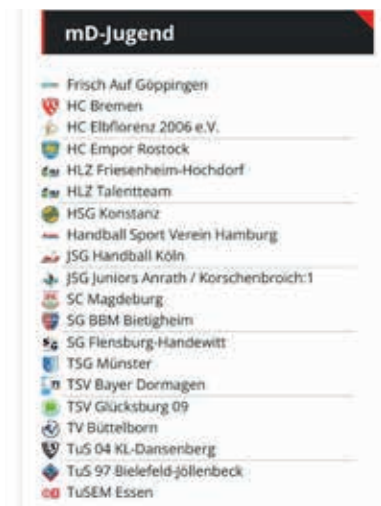 mD-Jugend
Frisch Auf Göppingen
HC Bremen
HC Elbflorenz 2006 e.V.
HC Empor Rostock
HLZ Friesenheim-Hochdorf
HLZ Talentteam
HSG Konstanz
Handball Sport Verein Hamburg
JSG Handball Köln
JSG Juniors Anrath / Korschenbroich:1
SC Magdeburg
SG BBM Bietigheim
SG Flensburg-Handewitt
TSG Münster
TSV Bayer Dormagen
TSV Glücksburg 09
TV Büttelborn
TuS 04 KL-Dansenberg
TuS 97 Bielefeld-Jöllenbeck
TuSEM Essen